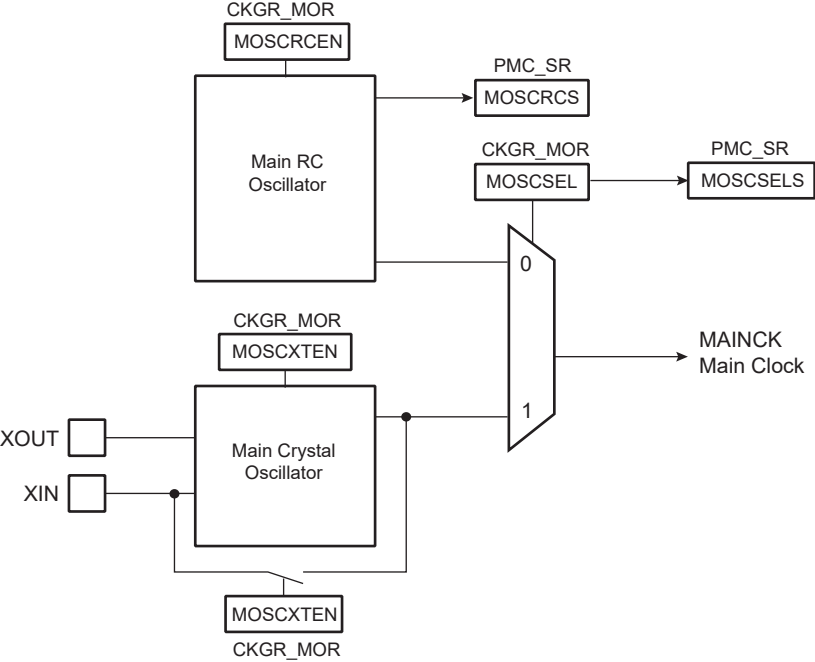 CKGR_MOR
MOSCRCEN
PMC_SR
MOSCRCS
CKGR_MOR
MOSCSEL
PMC_SR
MOSCSELS
Main RC
Oscillator
0
CKGR_MOR
MOSCXTEN
MAINCK
Main Clock
1
XOUT
Main Crystal
Oscillator
XIN
MOSCXTEN
CKGR_MOR